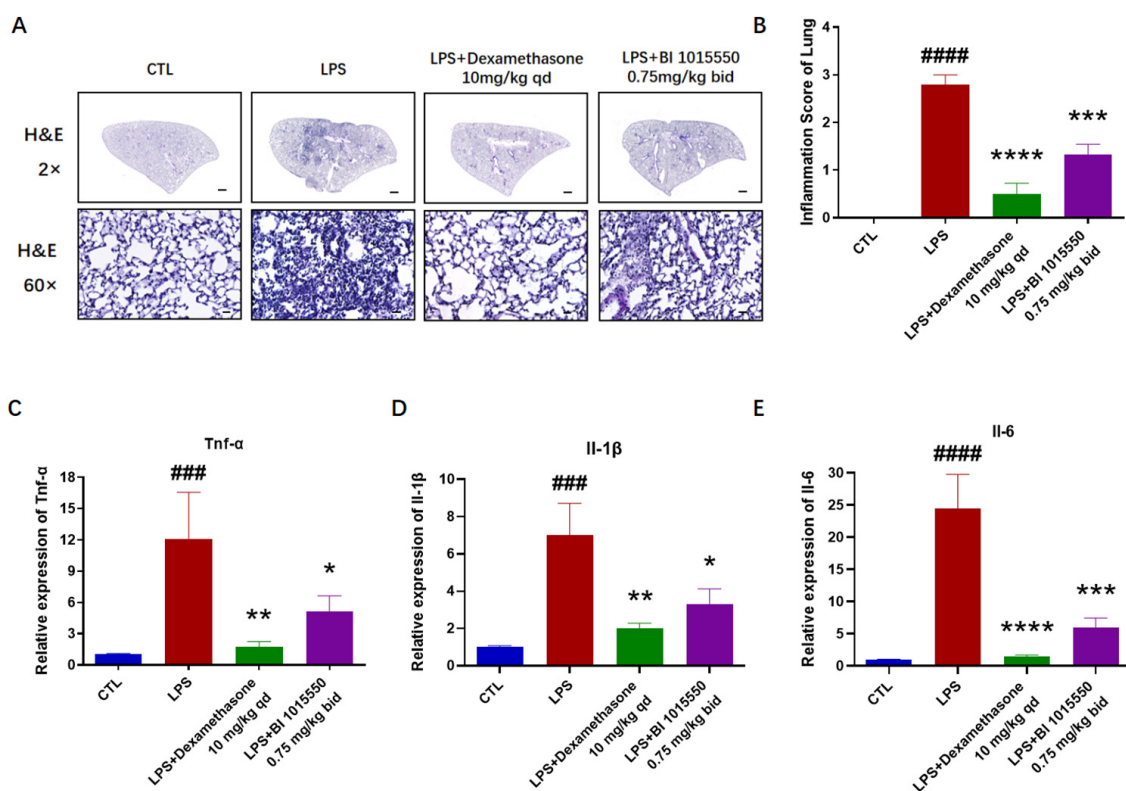 A
CTL
LPS
LPS+Dexamethasone
10mg/kg qd
LPS+BI 1015550
0.75mg/kg bid
H&E
2×
H&E
60×
B
Inflammation Score of Lung
4
3
2
1
0
####
****
***
CTL
LPS
LPS+Dexamethasone
10 mg/kg qd
LPS+BI 1015550
0.75 mg/kg bid
C
Tnf-α
Relative expression of Tnf-α
18
15
12
9
6
3
0
###
**
*
CTL
LPS
LPS+Dexamethasone
10 mg/kg qd
LPS+BI 1015550
0.75 mg/kg bid
D
Il-1β
Relative expression of Il-1β
10
8
6
4
2
0
###
**
*
CTL
LPS
LPS+Dexamethasone
10 mg/kg qd
LPS+BI 1015550
0.75 mg/kg bid
E
Il-6
Relative expression of Il-6
30
25
20
15
10
5
0
####
****
***
CTL
LPS
LPS+Dexamethasone
10 mg/kg qd
LPS+BI 1015550
0.75 mg/kg bid